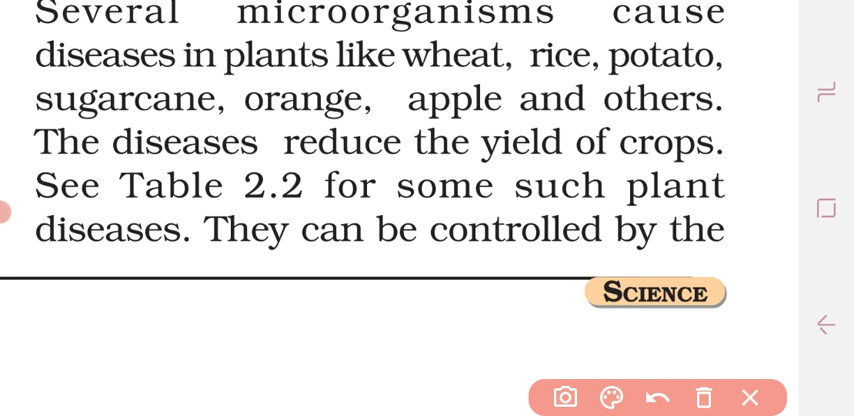 Several microorganisms cause
diseases in plants like wheat, rice, potato,
sugarcane, orange, apple and others.
The diseases reduce the yield of crops.
See Table 2.2 for some such plant
diseases. They can be controlled by the
SCIENCE